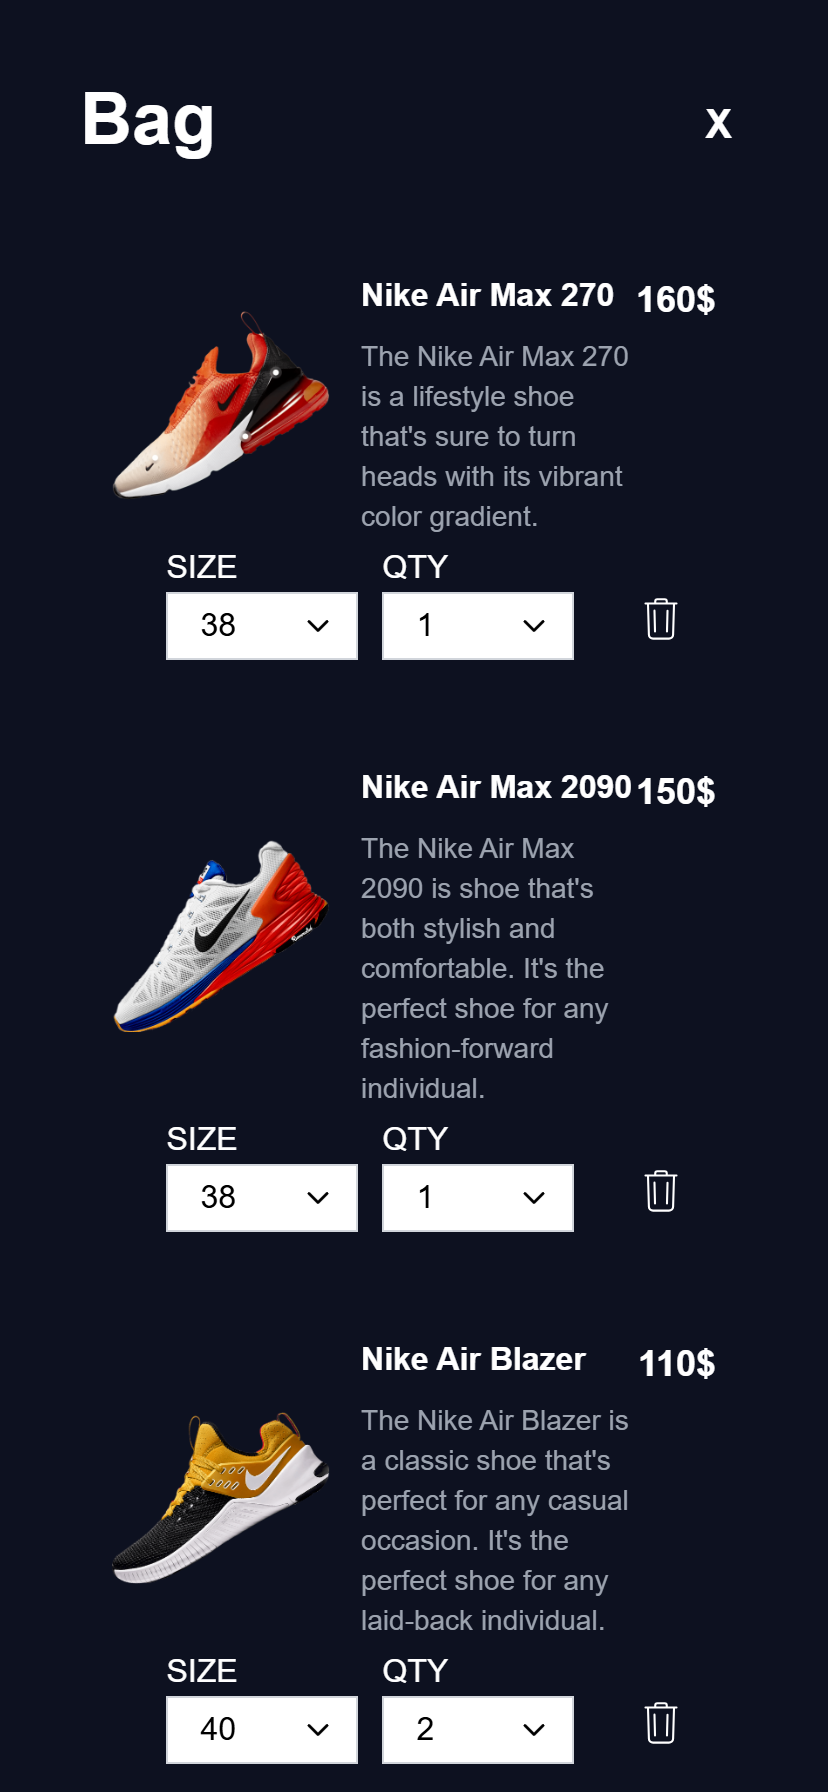 Bag
X
Nike Air Max 270 160$
The Nike Air Max 270
is a lifestyle shoe
that's sure to turn
heads with its vibrant
color gradient.
SIZE QTY
38 1
Nike Air Max 2090 150$
The Nike Air Max
2090 is shoe that's
both stylish and
comfortable. It's the
perfect shoe for any
fashion-forward
individual.
SIZE QTY
38 1
Nike Air Blazer 110$
The Nike Air Blazer is
a classic shoe that's
perfect for any casual
occasion. It's the
perfect shoe for any
laid-back individual.
SIZE QTY
40 2